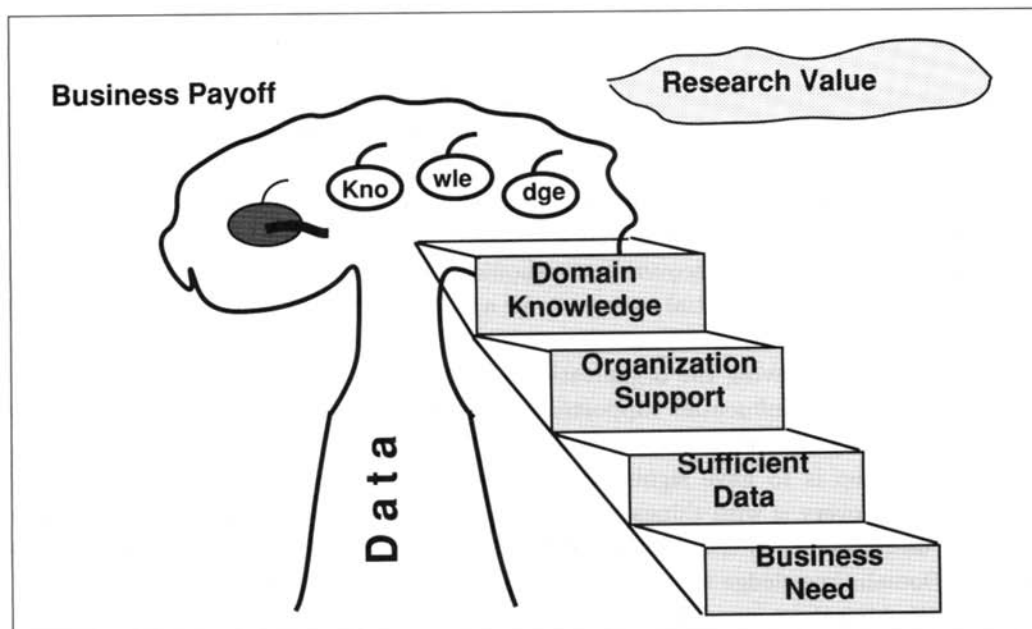 Research Value
Business Payoff
Kno
wle
dge
Domain
Knowledge
Organization
Support
Sufficient
Data
Business
Need
Data